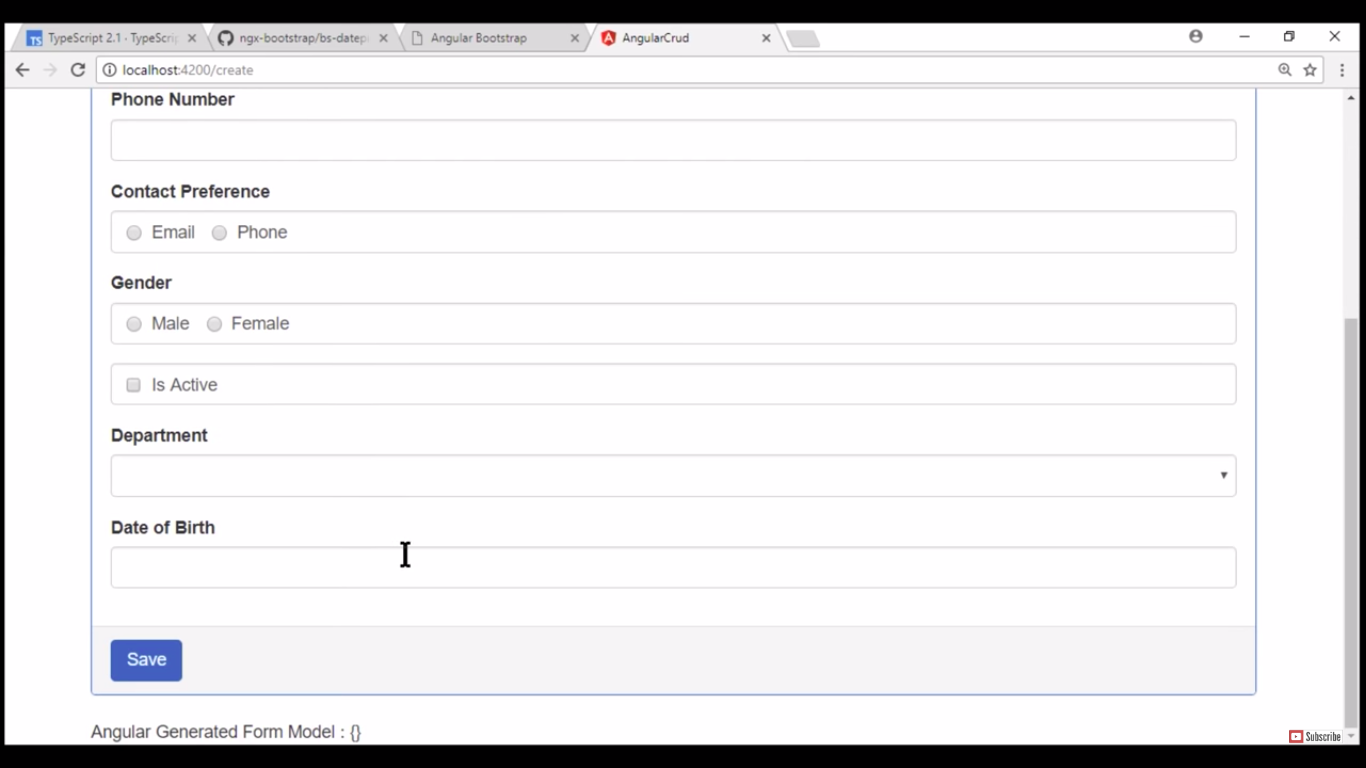 TS TypeScript 2.1 · TypeScrip
ngx-bootstrap/bs-datep
Angular Bootstrap
AngularCrud
localhost:4200/create
Phone Number
Contact Preference
Email Phone
Gender
Male Female
Is Active
Department
Date of Birth
Save
Angular Generated Form Model : {}
Subscribe